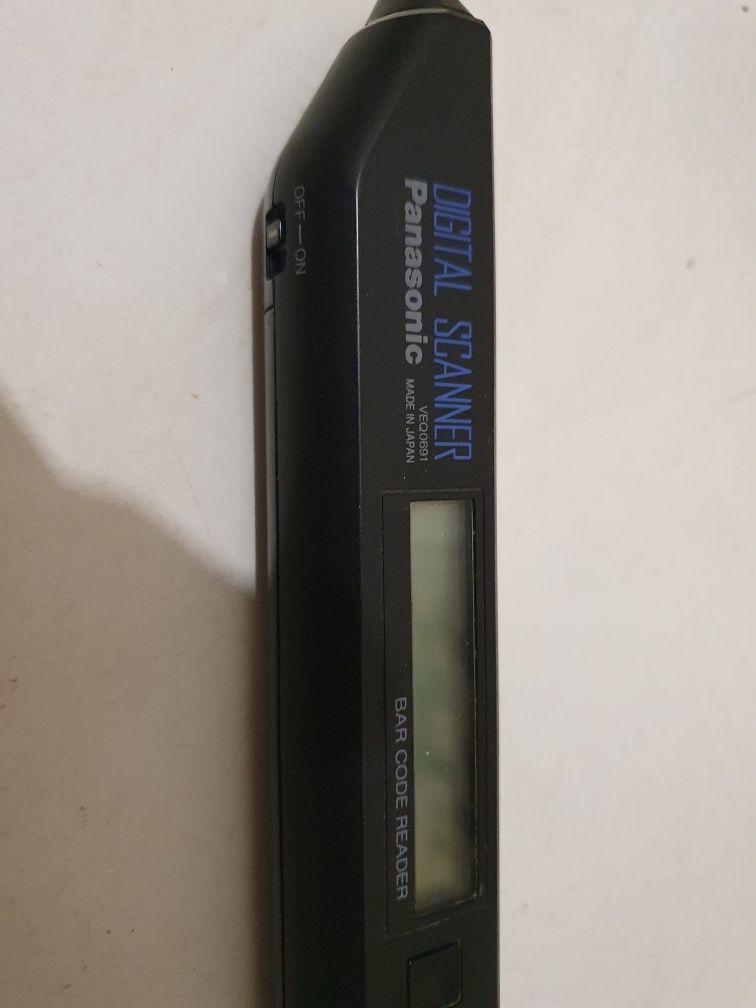 OFF — ON
DIGITAL SCANNER
Panasonic
VEQ0691
MADE IN JAPAN
BAR CODE READER